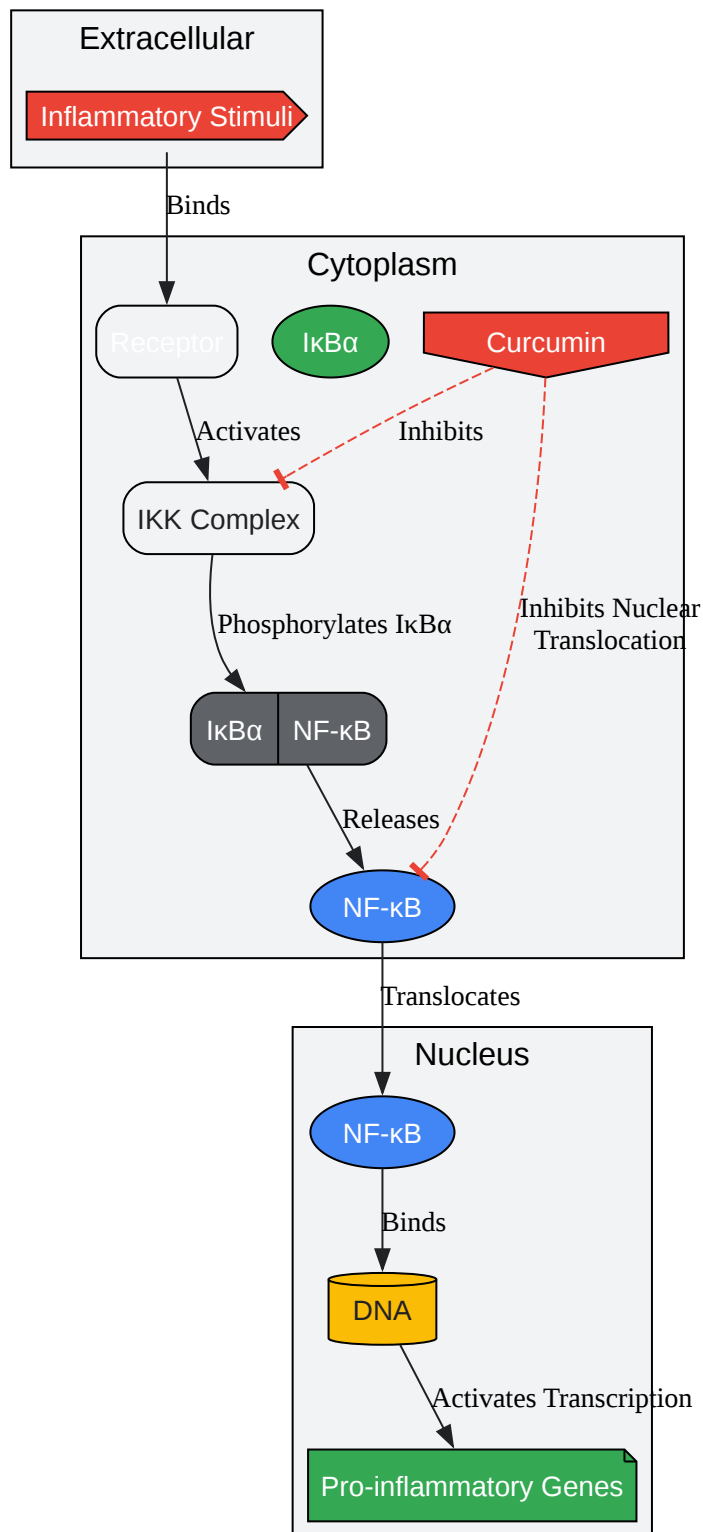 Extracellular
Inflammatory Stimuli
Binds
Cytoplasm
Receptor
IκBα
Curcumin
Activates
Inhibits
IKK Complex
Phosphorylates IκBα
Inhibits Nuclear
Translocation
IκBα
NF-κB
Releases
NF-κB
Translocates
Nucleus
NF-κB
Binds
DNA
Activates Transcription
Pro-inflammatory Genes